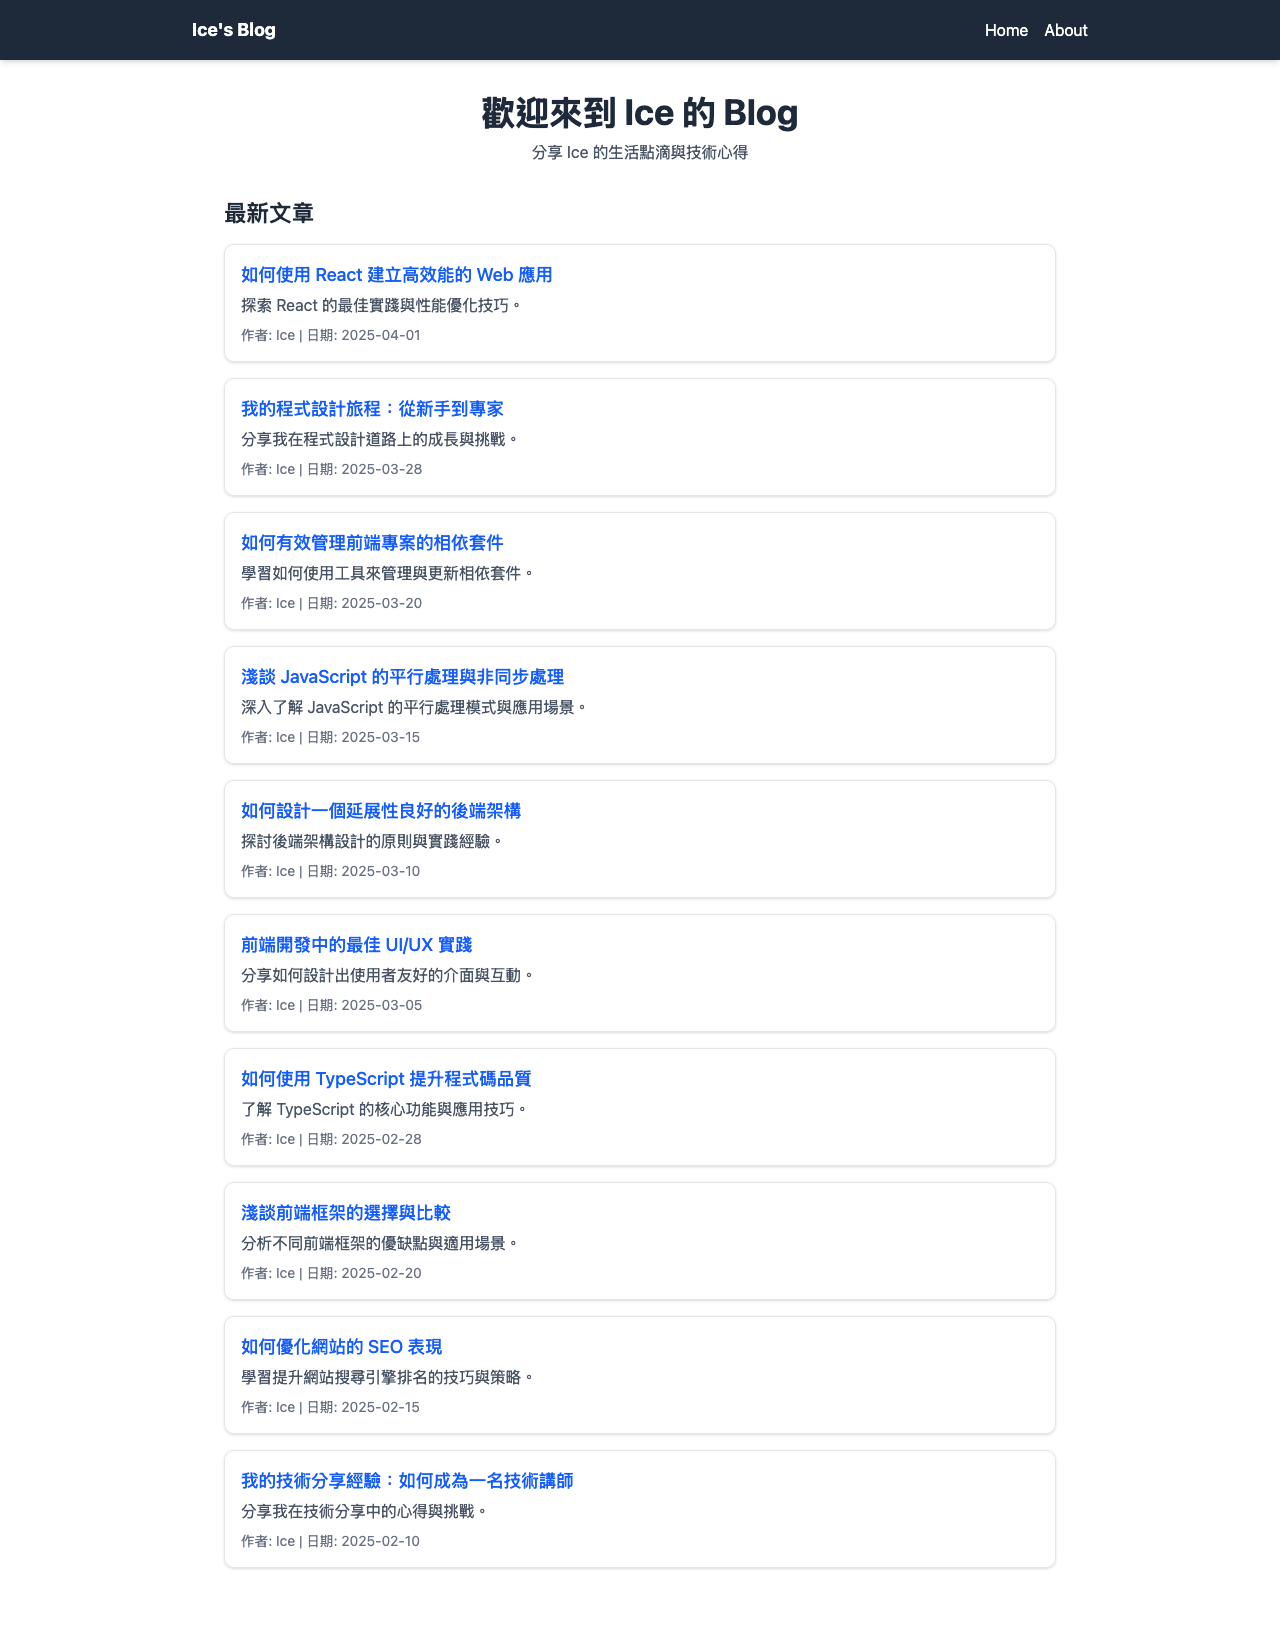 Ice's Blog
Home
About
歡迎來到 Ice 的 Blog
分享 Ice 的生活點滴與技術心得
最新文章
如何使用 React 建立高效能的 Web 應用
探索 React 的最佳實踐與性能優化技巧。
作者: Ice | 日期: 2025-04-01
我的程式設計旅程：從新手到專家
分享我在程式設計道路上的成長與挑戰。
作者: Ice | 日期: 2025-03-28
如何有效管理前端專案的相依套件
學習如何使用工具來管理與更新相依套件。
作者: Ice | 日期: 2025-03-20
淺談 JavaScript 的平行處理與非同步處理
深入了解 JavaScript 的平行處理模式與應用場景。
作者: Ice | 日期: 2025-03-15
如何設計一個延展性良好的後端架構
探討後端架構設計的原則與實踐經驗。
作者: Ice | 日期: 2025-03-10
前端開發中的最佳 UI/UX 實踐
分享如何設計出使用者友好的介面與互動。
作者: Ice | 日期: 2025-03-05
如何使用 TypeScript 提升程式碼品質
了解 TypeScript 的核心功能與應用技巧。
作者: Ice | 日期: 2025-02-28
淺談前端框架的選擇與比較
分析不同前端框架的優缺點與適用場景。
作者: Ice | 日期: 2025-02-20
如何優化網站的 SEO 表現
學習提升網站搜尋引擎排名的技巧與策略。
作者: Ice | 日期: 2025-02-15
我的技術分享經驗：如何成為一名技術講師
分享我在技術分享中的心得與挑戰。
作者: Ice | 日期: 2025-02-10